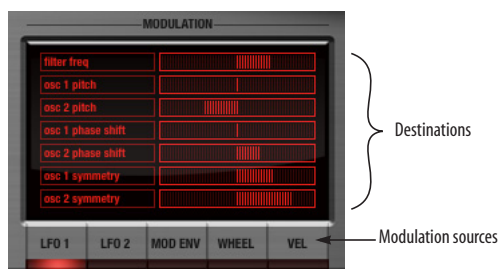 MODULATION
filter freq
osc 1 pitch
osc 2 pitch
osc 1 phase shift
osc 2 phase shift
osc 1 symmetry
osc 2 symmetry
Destinations
LFO 1 LFO 2 MOD ENV WHEEL VEL
Modulation sources